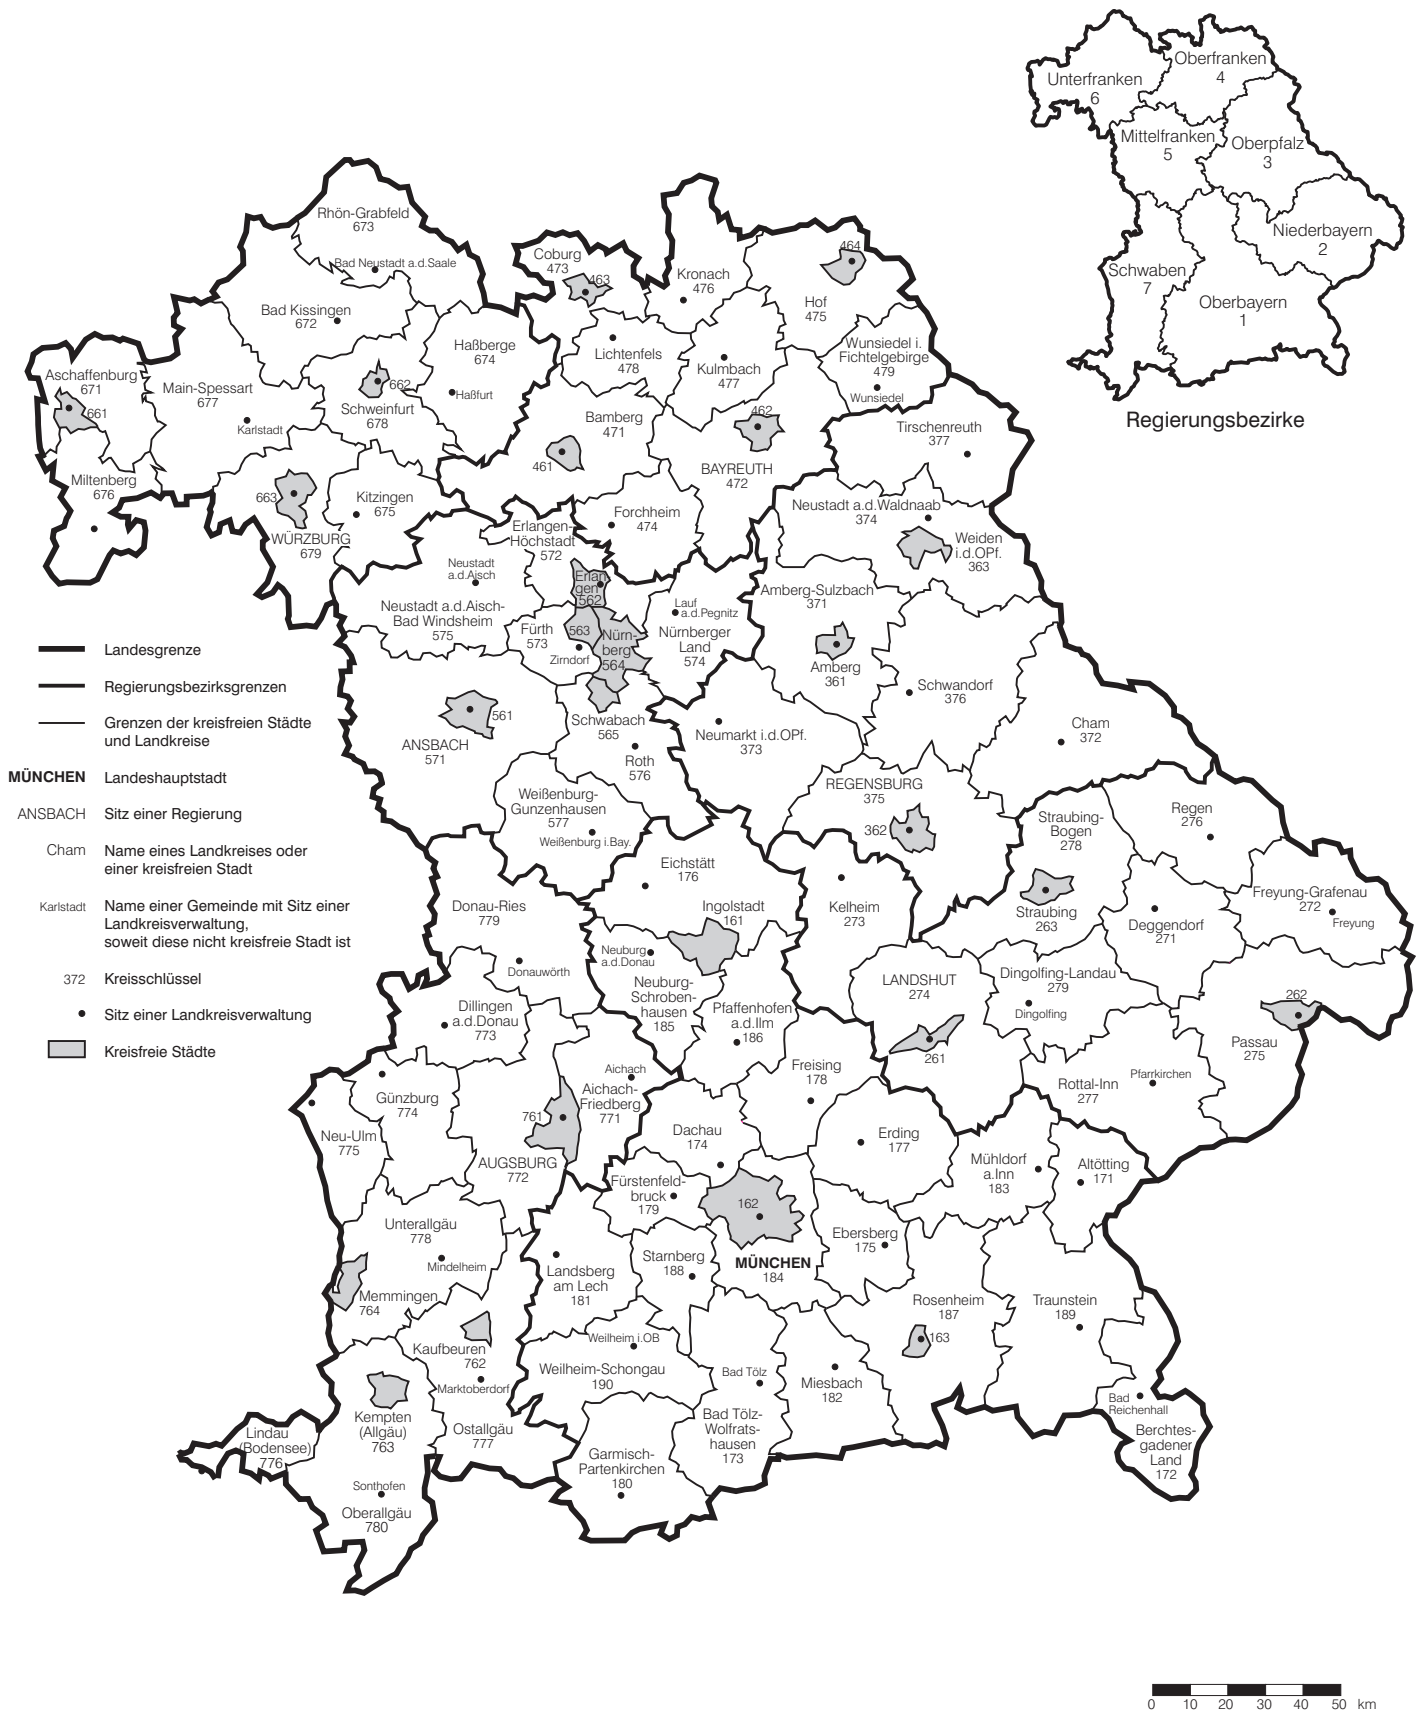 Unterfranken
6
Oberfranken
4
Mittelfranken
5
Oberpfalz
3
Niederbayern
2
Schwaben
7
Oberbayern
1
Regierungsbezirke
Rhön-Grabfeld
673
Bad Neustadt a.d.Saale
Bad Kissingen
672
Coburg
473
463
Kronach
476
464
Hof
475
Haßberge
674
Haßfurt
Lichtenfels
478
Kulmbach
477
Wunsiedel i.
Fichtelgebirge
479
Wunsiedel
Aschaffenburg
671
661
Main-Spessart
677
Karlstadt
662
Schweinfurt
678
Bamberg
471
461
462
BAYREUTH
472
Tirschenreuth
377
Miltenberg
676
663
WÜRZBURG
679
Kitzingen
675
Erlangen-
Höchstadt
572
Forchheim
474
Neustadt a.d.Waldnaab
374
Weiden
i.d.OPf.
363
Neustadt
a.d.Aisch
Neustadt a.d.Aisch-
Bad Windsheim
575
Erlan-
gen
562
Fürth
573
563
Zirndorf
Nürn-
berg
564
Lauf
a.d.Pegnitz
Nürnberger
Land
574
Amberg-Sulzbach
371
Amberg
361
Schwandorf
376
Cham
372
561
ANSBACH
571
Schwabach
565
Roth
576
Neumarkt i.d.OPf.
373
Weißenburg-
Gunzenhausen
577
Weißenburg i.Bay.
REGENSBURG
375
362
Straubing-
Bogen
278
Regen
276
Landesgrenze
Regierungsbezirksgrenzen
Grenzen der kreisfreien Städte
und Landkreise
MÜNCHEN Landeshauptstadt
ANSBACH Sitz einer Regierung
Cham Name eines Landkreises oder
einer kreisfreien Stadt
Karlstadt Name einer Gemeinde mit Sitz einer
Landkreisverwaltung,
soweit diese nicht kreisfreie Stadt ist
372 Kreisschlüssel
Sitz einer Landkreisverwaltung
Kreisfreie Städte
Eichstätt
176
Ingolstadt
161
Kelheim
273
Straubing
263
Deggendorf
271
Freyung-Grafenau
272
Freyung
Donau-Ries
779
Donauwörth
Neuburg
a.d.Donau
Neuburg-
Schroben-
hausen
185
Pfaffenhofen
a.d.Ilm
186
LANDSHUT
274
261
Dingolfing-Landau
279
Dingolfing
262
Passau
275
Dillingen
a.d.Donau
773
Freising
178
Rottal-Inn
277
Pfarrkirchen
Günzburg
774
Neu-Ulm
775
761
AUGSBURG
772
Aichach
Aichach-
Friedberg
771
Dachau
174
Erding
177
Mühldorf
a.Inn
183
Altötting
171
Fürstenfeld-
bruck
179
162
MÜNCHEN
184
Ebersberg
175
Unterallgäu
778
Mindelheim
Memmingen
764
Landsberg
am Lech
181
Starnberg
188
Rosenheim
187
163
Traunstein
189
Kaufbeuren
762
Marktoberdorf
Ostallgäu
777
Weilheim i.OB
Weilheim-Schongau
190
Bad Tölz
Bad Tölz-
Wolfrats-
hausen
173
Miesbach
182
Bad
Reichenhall
Berchtes-
gadener
Land
172
Kempten
(Allgäu)
763
Lindau
(Bodensee)
776
Sonthofen
Oberallgäu
780
Garmisch-
Partenkirchen
180
0 10 20 30 40 50 km